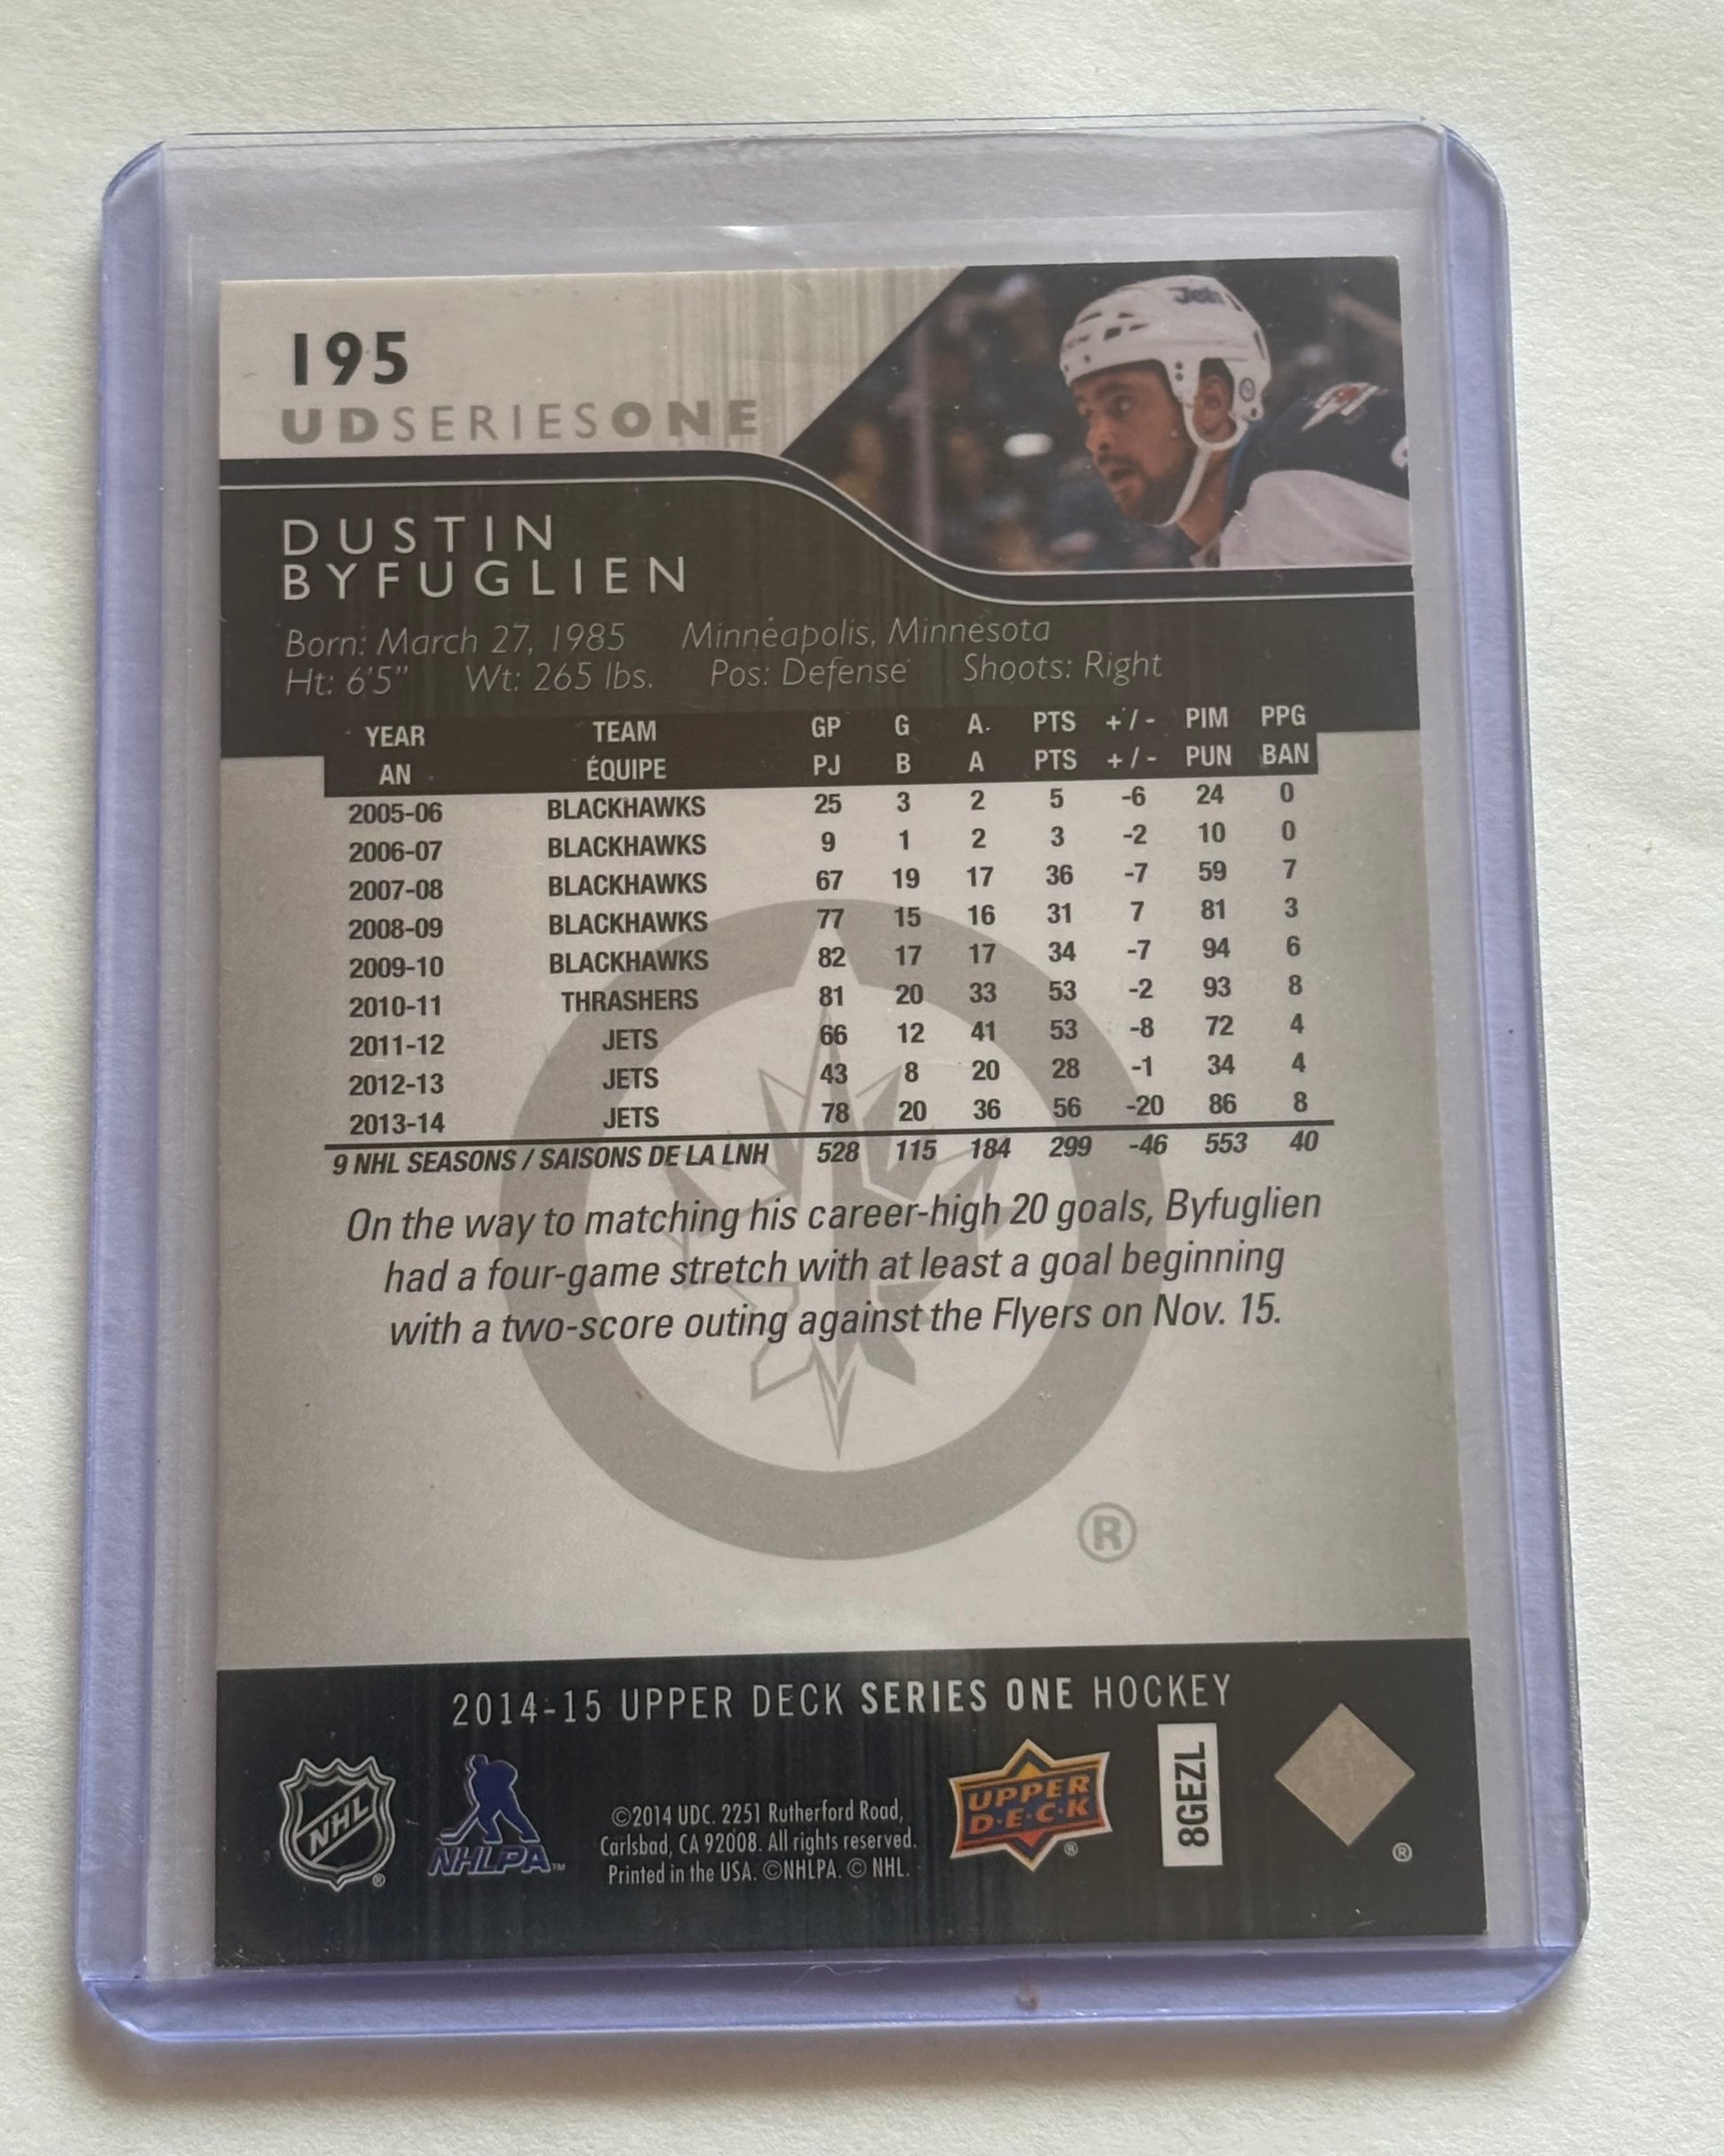 195
UDSERIESONE
Jets
DUSTIN
BYFUGLIEN
Born: March 27, 1985 Minneapolis, Minnesota
Ht: 6'5" Wt: 265 lbs. Pos: Defense Shoots: Right
YEAR TEAM GP G A PTS +/- PIM PPG
AN ÉQUIPE PJ B A PTS +/- PUN BAN
2005-06 BLACKHAWKS 25 3 2 5 -6 24 0
2006-07 BLACKHAWKS 9 1 2 3 -2 10 0
2007-08 BLACKHAWKS 67 19 17 36 -7 59 7
2008-09 BLACKHAWKS 77 15 16 31 7 81 3
2009-10 BLACKHAWKS 82 17 17 34 -7 94 6
2010-11 THRASHERS 81 20 33 53 -2 93 8
2011-12 JETS 66 12 41 53 -8 72 4
2012-13 JETS 43 8 20 28 -1 34 4
2013-14 JETS 78 20 36 56 -20 86 8
9 NHL SEASONS / SAISONS DE LA LNH 528 115 184 299 -46 553 40
On the way to matching his career-high 20 goals, Byfuglien
had a four-game stretch with at least a goal beginning
with a two-score outing against the Flyers on Nov. 15.
®
2014-15 UPPER DECK SERIES ONE HOCKEY
NHL ®
NHLPA ™
©2014 UDC. 2251 Rutherford Road,
Carlsbad, CA 92008. All rights reserved.
Printed in the USA. ©NHLPA. © NHL.
UPPER
D·E·C·K ®
8GEZL
®